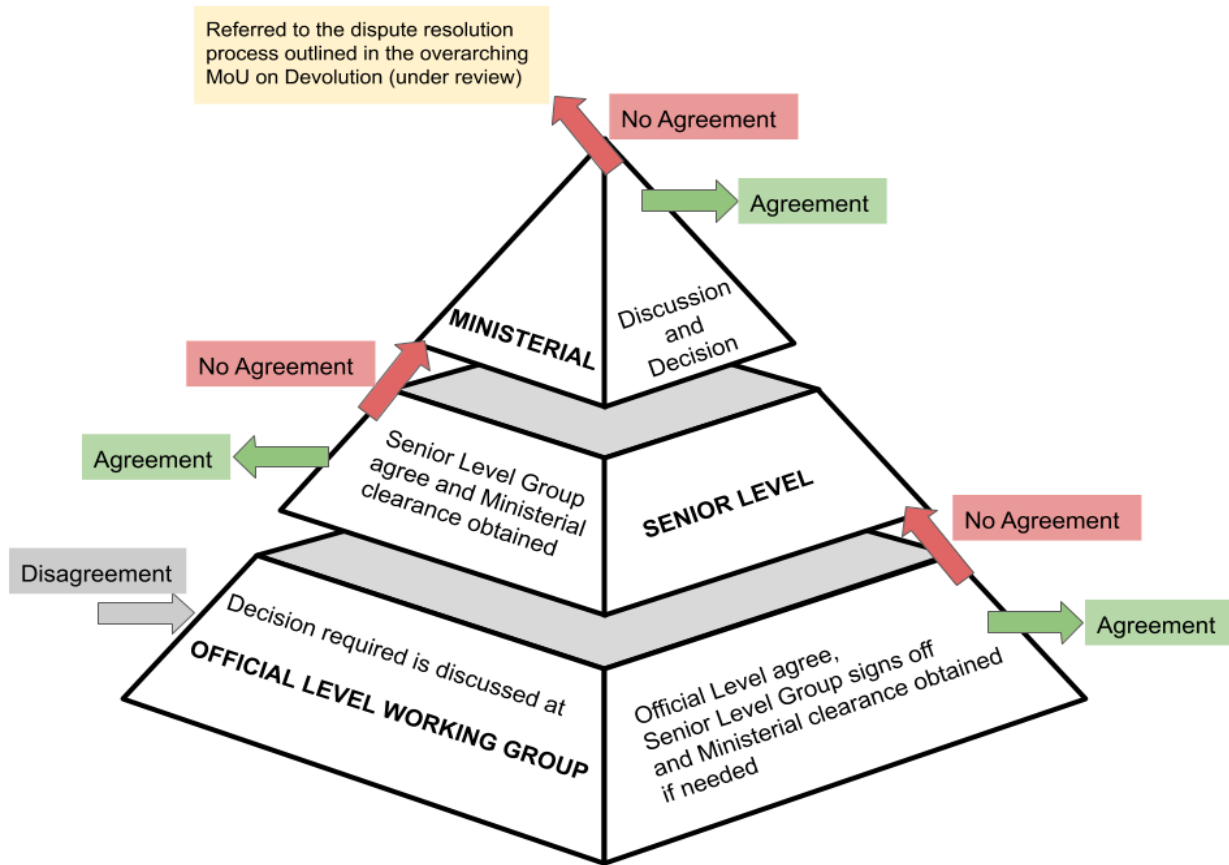 Referred to the dispute resolution
process outlined in the overarching
MoU on Devolution (under review)
No Agreement
Agreement
MINISTERIAL
Discussion
and
Decision
No Agreement
Agreement
Senior Level Group
agree and Ministerial
clearance obtained
SENIOR LEVEL
No Agreement
Agreement
Disagreement
Decision required is discussed at
OFFICIAL LEVEL WORKING GROUP
Official Level agree,
Senior Level Group signs off
and Ministerial clearance obtained
if needed